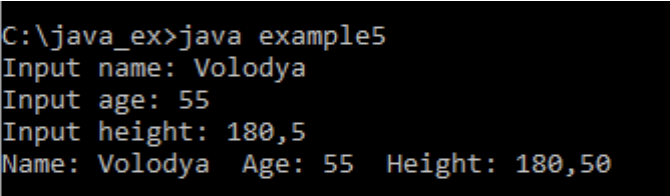 C:\java_ex>java example5
Input name: Volodya
Input age: 55
Input height: 180,5
Name: Volodya  Age: 55  Height: 180,50